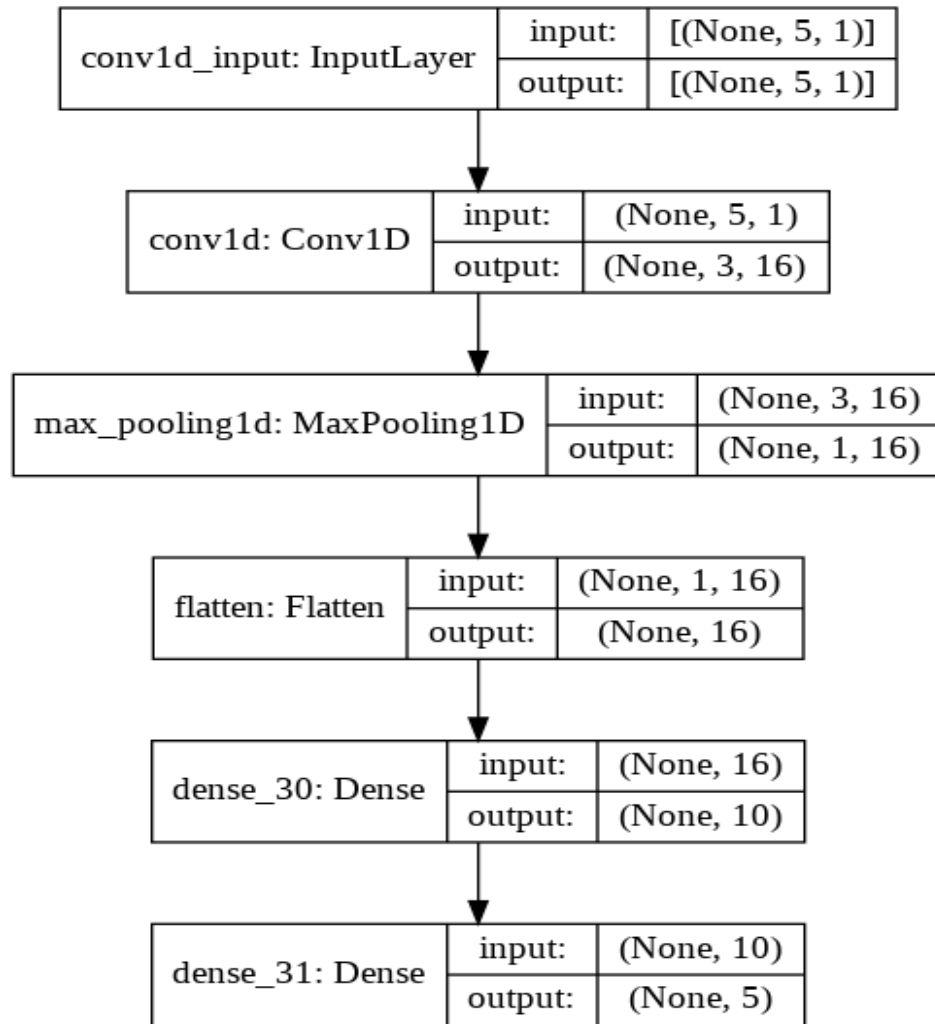 conv1d_input: InputLayer
input: [(None, 5, 1)]
output: [(None, 5, 1)]
conv1d: Conv1D
input: (None, 5, 1)
output: (None, 3, 16)
max_pooling1d: MaxPooling1D
input: (None, 3, 16)
output: (None, 1, 16)
flatten: Flatten
input: (None, 1, 16)
output: (None, 16)
dense_30: Dense
input: (None, 16)
output: (None, 10)
dense_31: Dense
input: (None, 10)
output: (None, 5)